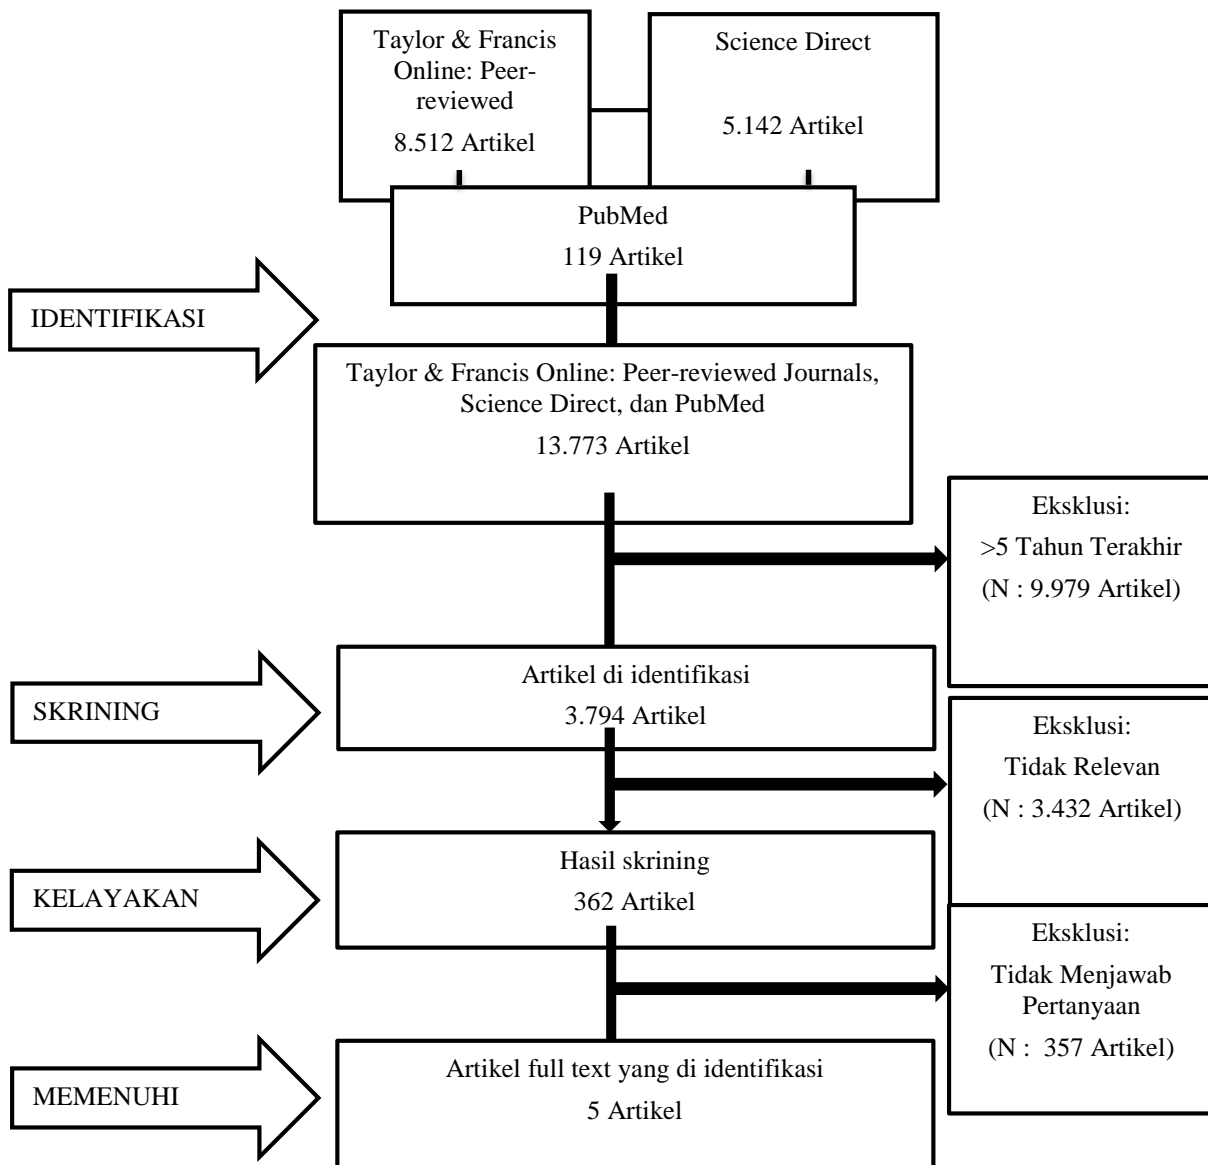 Taylor & Francis
Online: Peer-
reviewed
8.512 Artikel
Science Direct
5.142 Artikel
PubMed
119 Artikel
IDENTIFIKASI
Taylor & Francis Online: Peer-reviewed Journals,
Science Direct, dan PubMed
13.773 Artikel
Eksklusi:
>5 Tahun Terakhir
(N : 9.979 Artikel)
SKRINING
Artikel di identifikasi
3.794 Artikel
Eksklusi:
Tidak Relevan
(N : 3.432 Artikel)
KELAYAKAN
Hasil skrining
362 Artikel
Eksklusi:
Tidak Menjawab
Pertanyaan
(N :  357 Artikel)
MEMENUHI
Artikel full text yang di identifikasi
5 Artikel